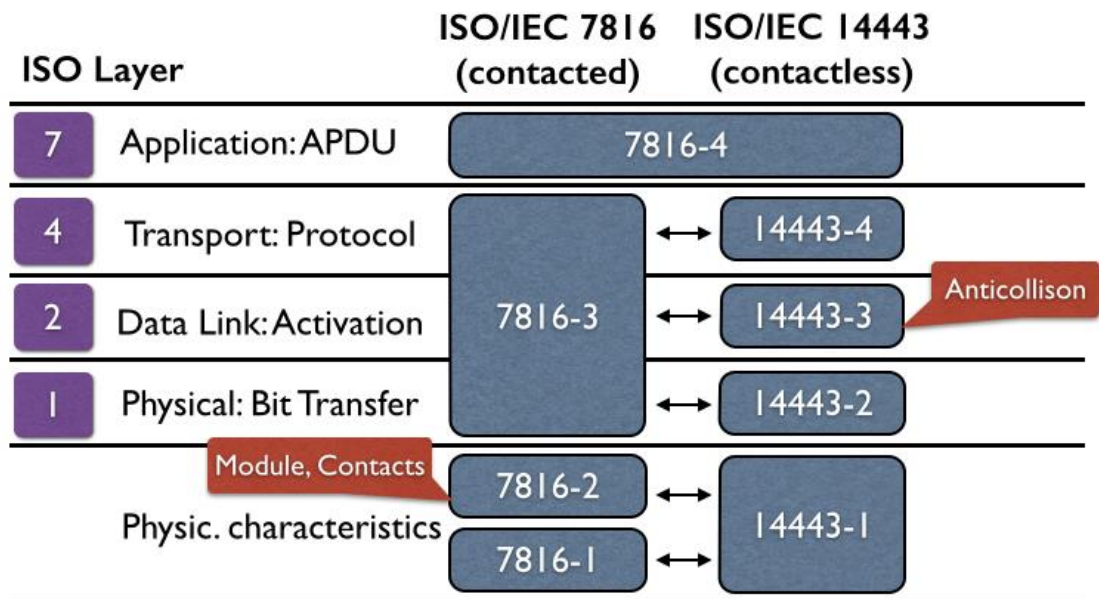 ISO/IEC 7816 ISO/IEC 14443
ISO Layer (contacted) (contactless)
7 Application: APDU 7816-4
4 Transport: Protocol 14443-4
Anticollison
2 Data Link: Activation 7816-3 14443-3
1 Physical: Bit Transfer 14443-2
Module, Contacts 7816-2
Physic. characteristics 14443-1
7816-1